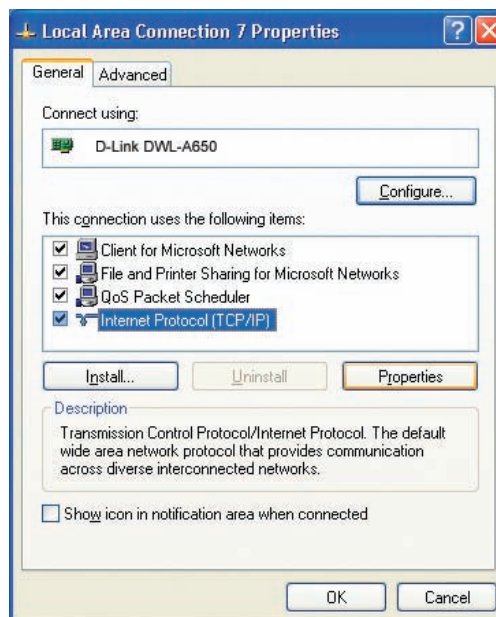 Local Area Connection 7 Properties
General
Advanced
Connect using:
D-Link DWL-A650
Configure...
This connection uses the following items:
Client for Microsoft Networks
File and Printer Sharing for Microsoft Networks
QoS Packet Scheduler
Internet Protocol (TCP/IP)
Install...
Uninstall
Properties
Description
Transmission Control Protocol/Internet Protocol. The default
wide area network protocol that provides communication
across diverse interconnected networks.
Show icon in notification area when connected
OK
Cancel